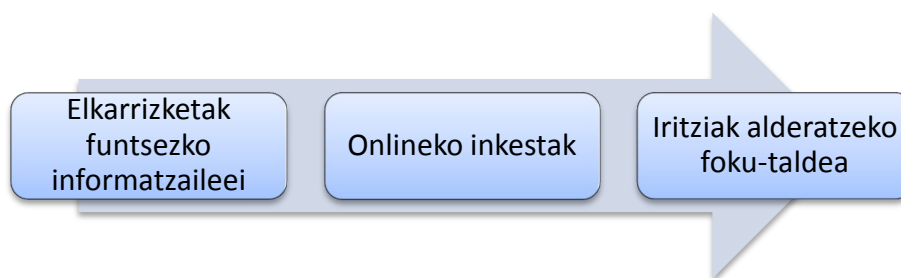 Elkarrizketak
funtsezko
informatzaileei
Onlineko inkestak
Iritziak alderatzeko
foku-taldea